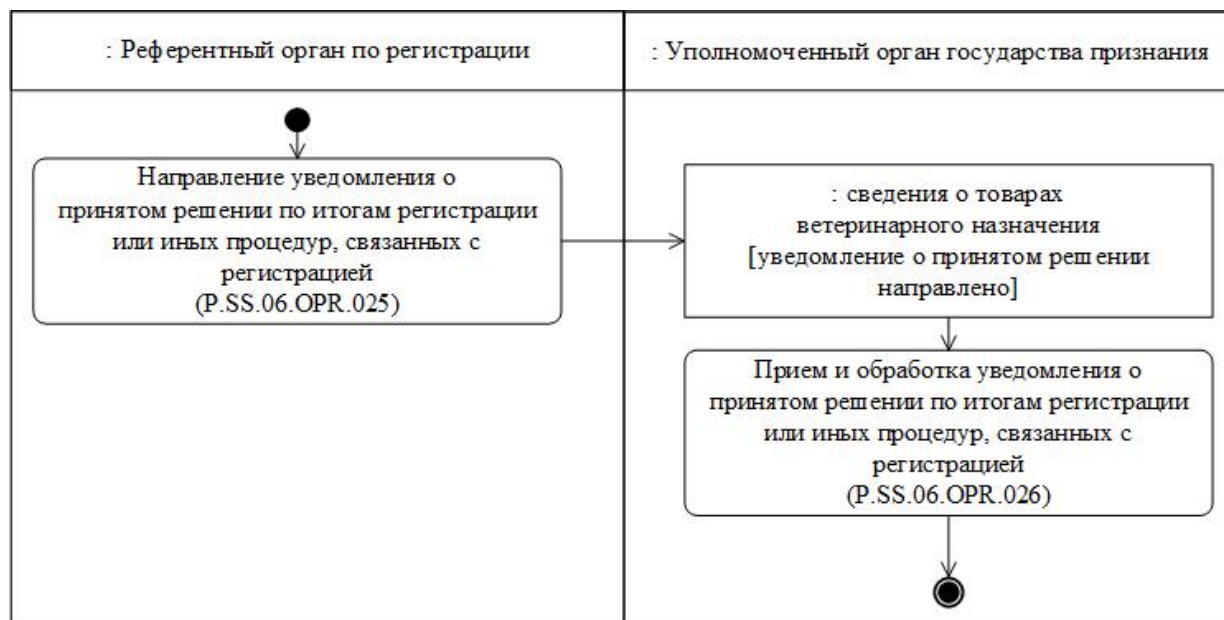 : Референтный орган по регистрации
: Уполномоченный орган государства признания
Направление уведомления о
принятом решении по итогам регистрации
или иных процедур, связанных с
регистрацией
(P.SS.06.OPR.025)
: сведения о товарах
ветеринарного назначения
[уведомление о принятом решении
направлено]
Прием и обработка уведомления о
принятом решении по итогам регистрации
или иных процедур, связанных с
регистрацией
(P.SS.06.OPR.026)